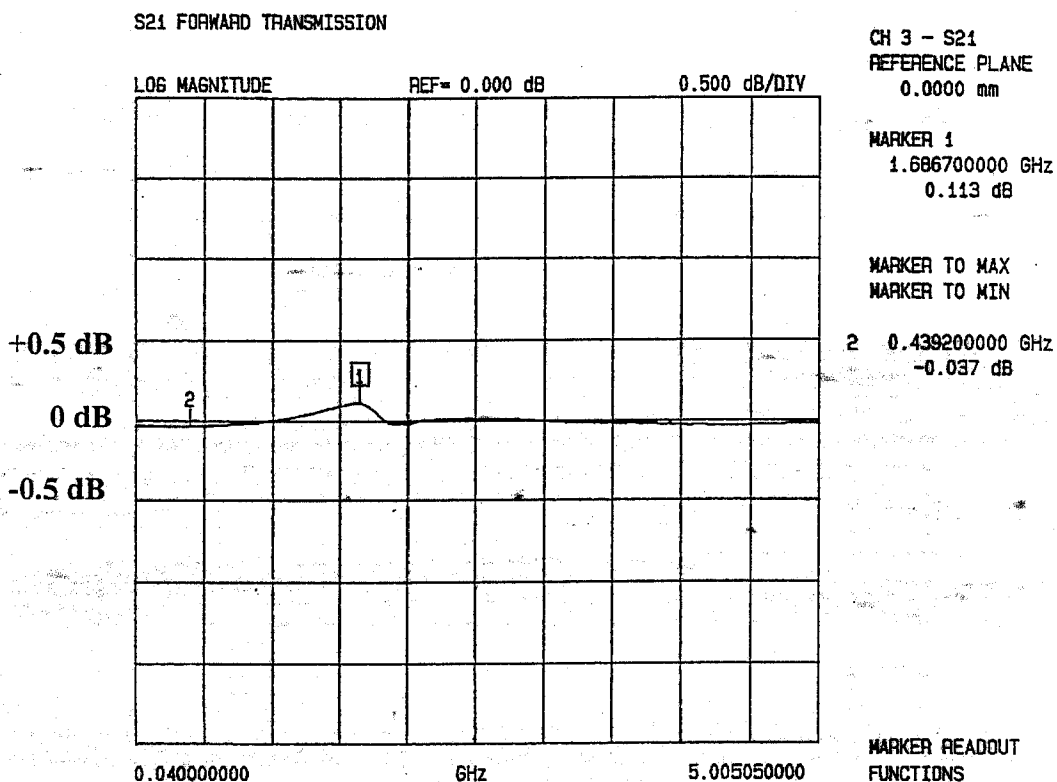 S21 FORWARD TRANSMISSION
LOG MAGNITUDE REF= 0.000 dB 0.500 dB/DIV
CH 3 - S21
REFERENCE PLANE
0.0000 mm
MARKER 1
1.686700000 GHz
0.113 dB
MARKER TO MAX
MARKER TO MIN
2 0.439200000 GHz
-0.037 dB
+0.5 dB
0 dB
-0.5 dB
1
2
0.040000000 GHz 5.005050000
MARKER READOUT
FUNCTIONS